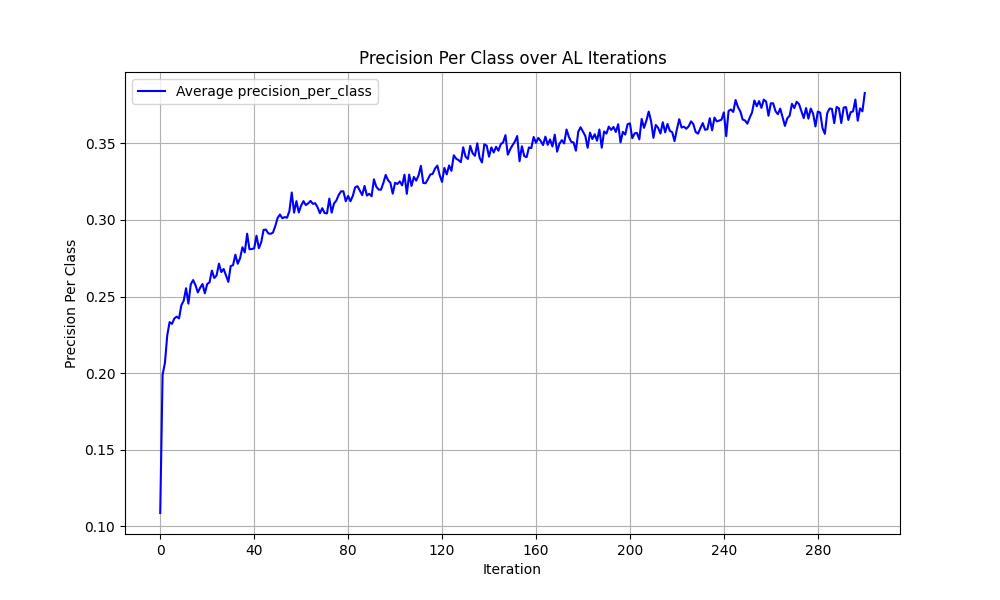 Precision Per Class over AL Iterations
Average precision_per_class
Precision Per Class
0.35
0.30
0.25
0.20
0.15
0.10
0 40 80 120 160 200 240 280
Iteration